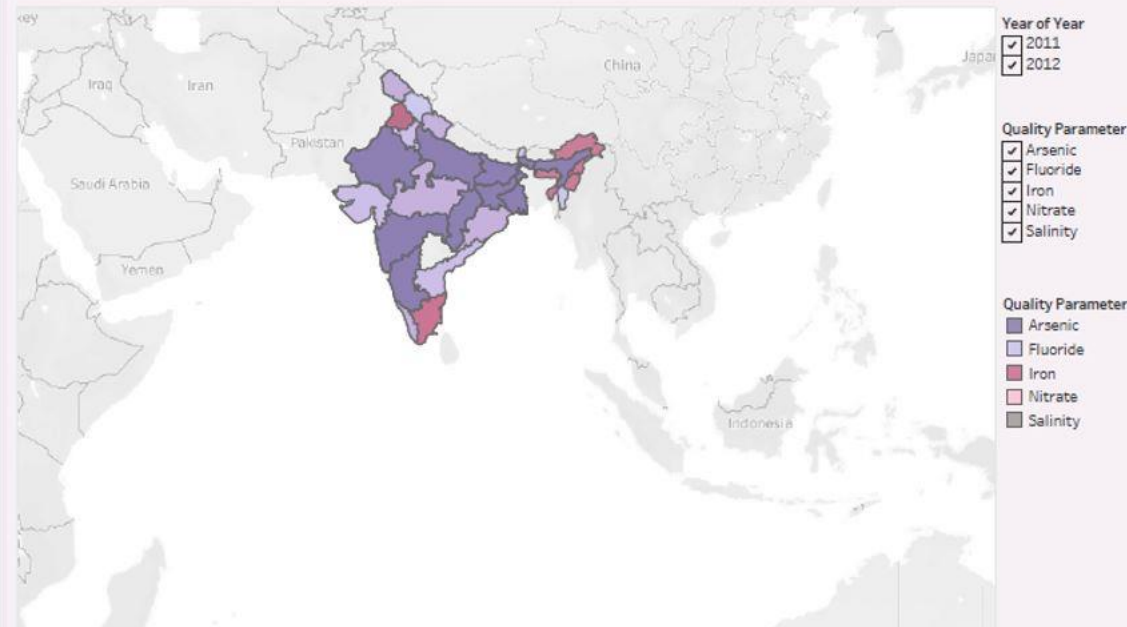 key
Iraq
Iran
China
Japa
Pakistan
Saudi Arabia
Yemen
Indonesia
Year of Year
2011
2012
Quality Parameter
Arsenic
Fluoride
Iron
Nitrate
Salinity
Quality Parameter
Arsenic
Fluoride
Iron
Nitrate
Salinity